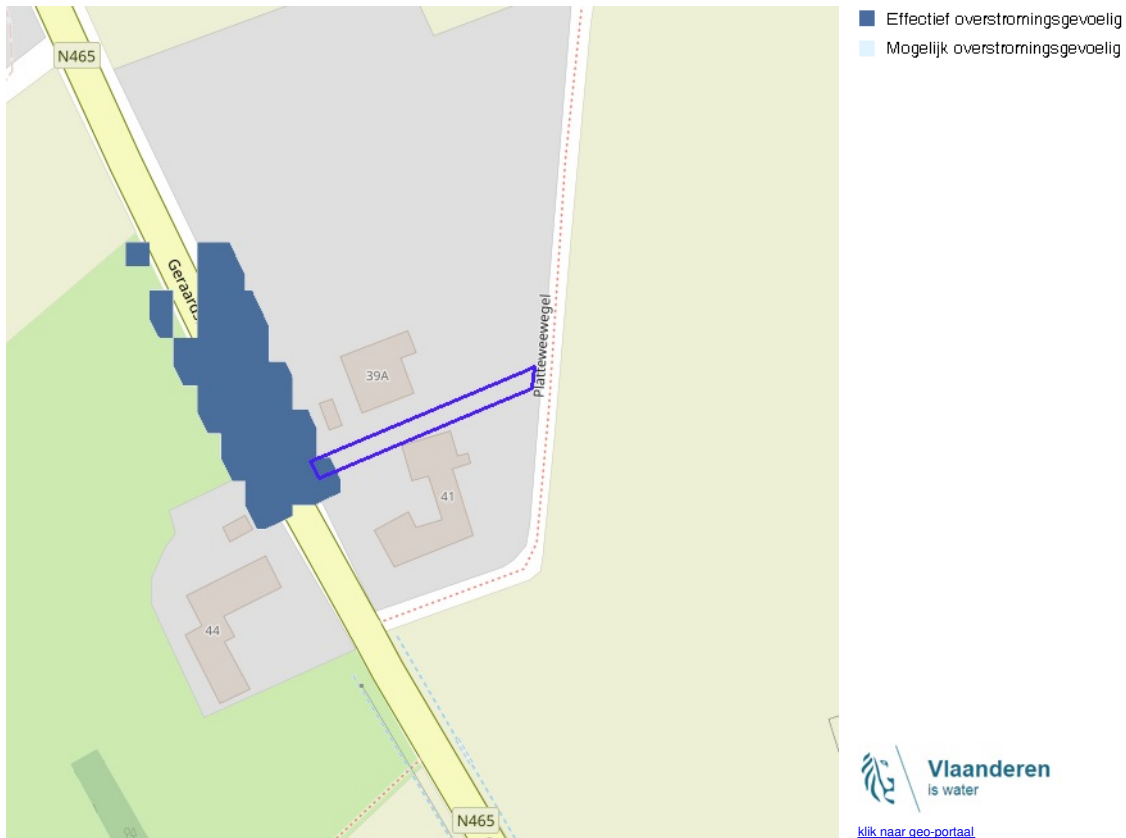 Effectief overstromingsgevoelig
Mogelijk overstromingsgevoelig
N465
Geraards
Platteweewegel
39A
41
44
N465
Vlaanderen
is water
klik naar geo-portaal